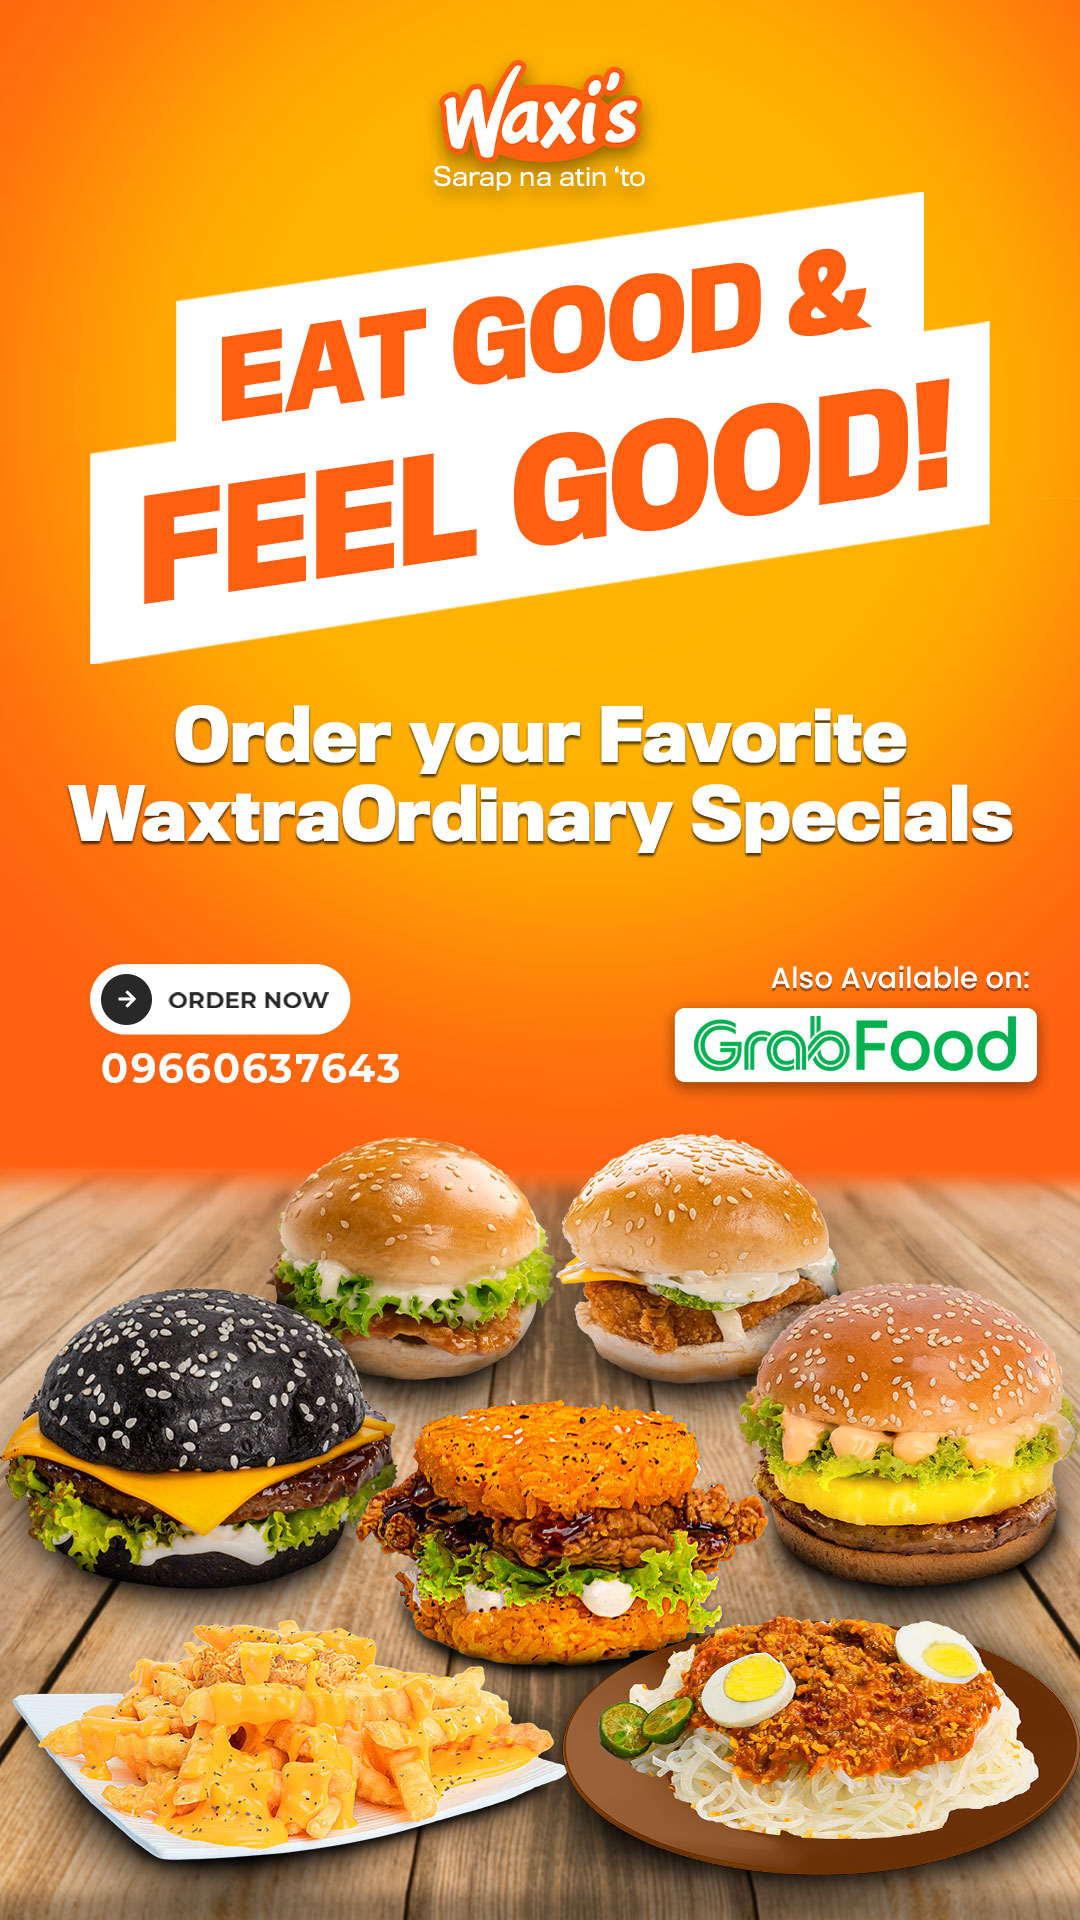 Waxi's
Sarap na atin ‘to
EAT GOOD &
FEEL GOOD!
Order your Favorite
WaxtraOrdinary Specials
ORDER NOW
09660637643
Also Available on:
GrabFood